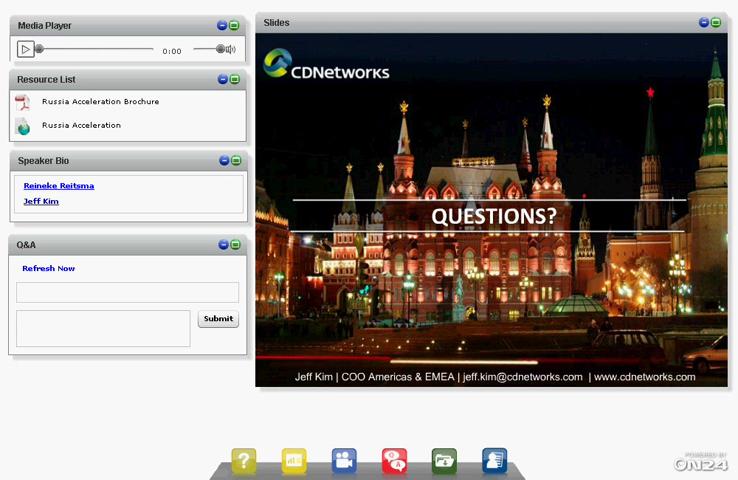 Media Player
0:00
Resource List
Russia Acceleration Brochure
Russia Acceleration
Speaker Bio
Reineke Reitsma
Jeff Kim
Q&A
Refresh Now
Submit
Slides
CDNetworks
QUESTIONS?
Jeff Kim | COO Americas & EMEA | jeff.kim@cdnetworks.com | www.cdnetworks.com
?
Q
A
POWERED BY
ON24